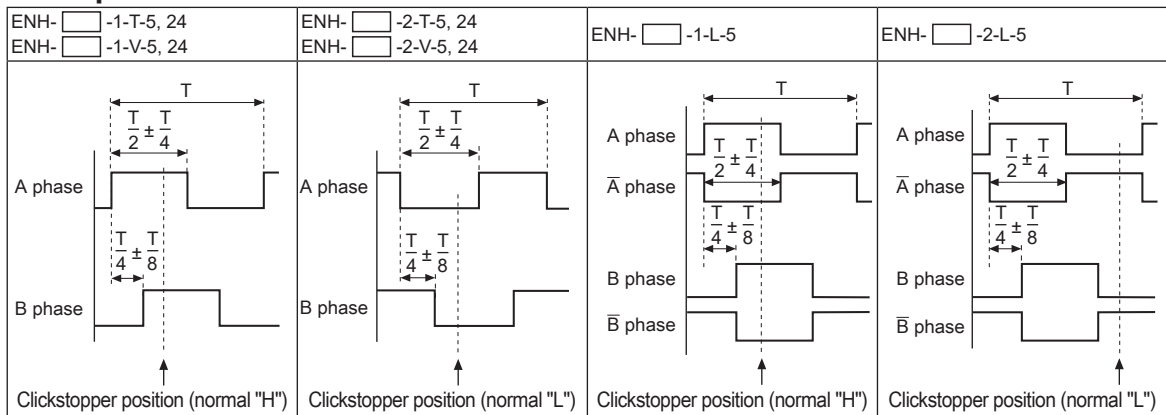 ENH- -1-T-5, 24
ENH- -1-V-5, 24
T
T/2 ± T/4
A phase
T/4 ± T/8
B phase
Clickstopper position (normal "H")
ENH- -2-T-5, 24
ENH- -2-V-5, 24
T
T/2 ± T/4
A phase
T/4 ± T/8
B phase
Clickstopper position (normal "L")
ENH- -1-L-5
T
A phase
T/2 ± T/4
A̅ phase
T/4 ± T/8
B phase
B̅ phase
Clickstopper position (normal "H")
ENH- -2-L-5
T
A phase
T/2 ± T/4
A̅ phase
T/4 ± T/8
B phase
B̅ phase
Clickstopper position (normal "L")